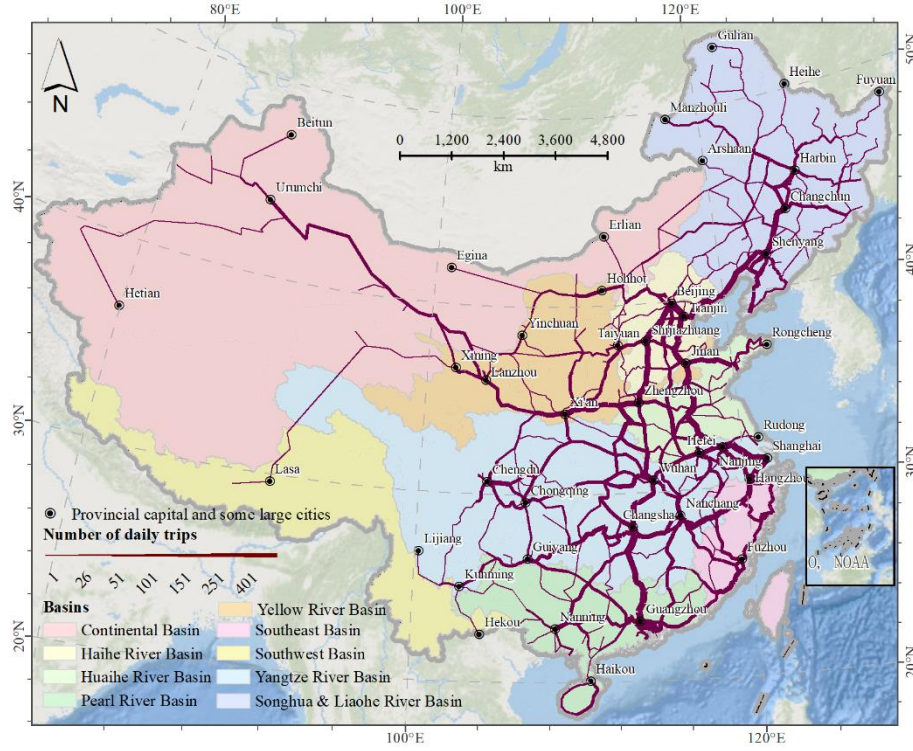 80°E 100°E 120°E
N
0 1,200 2,400 3,600 4,800
km
Gulian
Heihe
Fuyuan
50°N
Manzhouli
Beitun
Arshaan
Harbin
Urumchi
Changchun
40°N
Erlian
Shenyang
Egina
Hohhot
40°N
Hetian
Beijing
Tianjin
Yinchuan
Taiyuan
Shijiazhuang
Rongcheng
Xining
Jinan
Lanzhou
Zhengzhou
Xi'an
30°N
Rudong
Hefei
Shanghai
Nanjing
30°N
Lasa
Chengdu
Wuhan
Hangzhou
Chongqing
Nanchang
Changsha
Provincial capital and some large cities
Number of daily trips
Lijiang
Guiyang
Fuzhou
O, NOAA
1 26 51 101 151 251 401
Kunming
Basins
Yellow River Basin
Continental Basin
Southeast Basin
Guangzhou
Nanning
20°N
Haihe River Basin
Southwest Basin
Hekou
20°N
Huaihe River Basin
Yangtze River Basin
Haikou
Pearl River Basin
Songhua & Liaohe River Basin
100°E 120°E